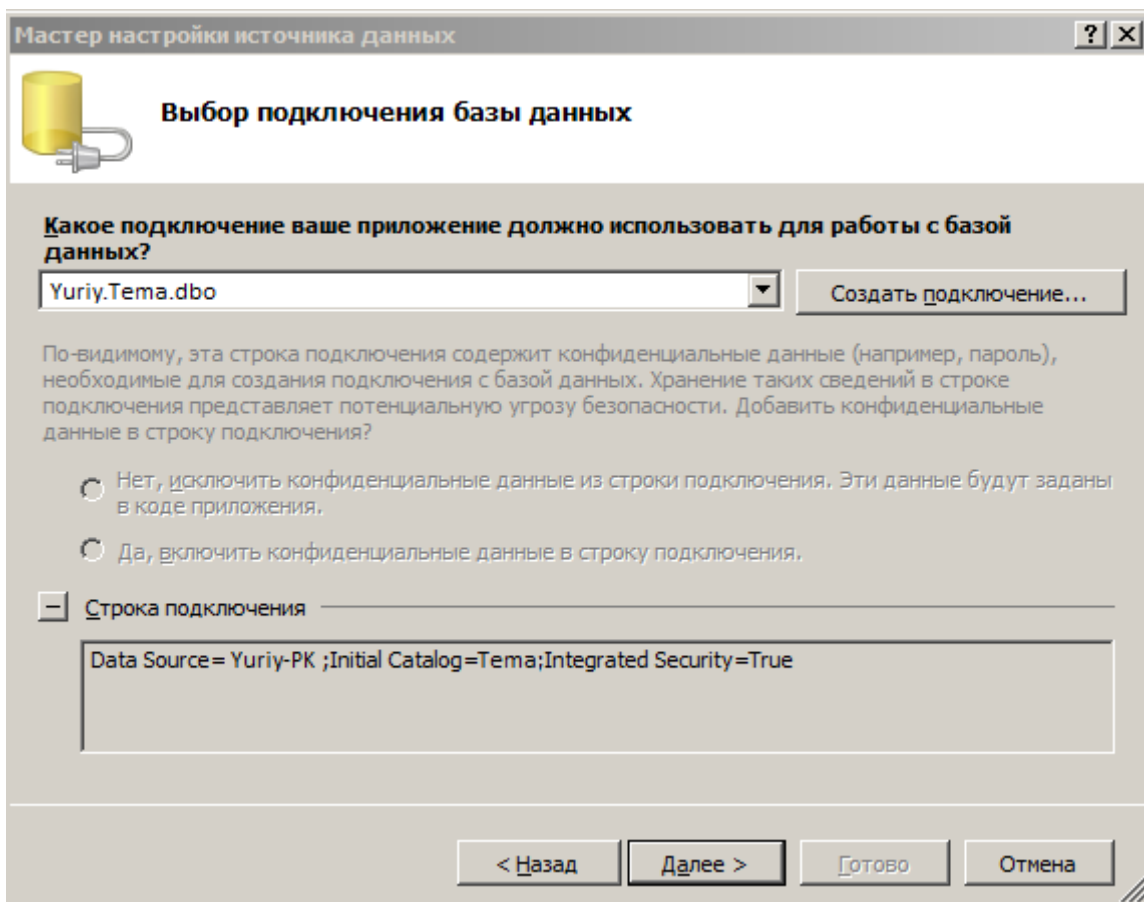 Мастер настройки источника данных
Выбор подключения базы данных
Какое подключение ваше приложение должно использовать для работы с базой
данных?
Yuriy.Tema.dbo
Создать подключение...
По-видимому, эта строка подключения содержит конфиденциальные данные (например, пароль),
необходимые для создания подключения с базой данных. Хранение таких сведений в строке
подключения представляет потенциальную угрозу безопасности. Добавить конфиденциальные
данные в строку подключения?
Нет, исключить конфиденциальные данные из строки подключения. Эти данные будут заданы
в коде приложения.
Да, включить конфиденциальные данные в строку подключения.
Строка подключения
Data Source= Yuriy-PK ;Initial Catalog=Tema;Integrated Security=True
< Назад
Далее >
Готово
Отмена